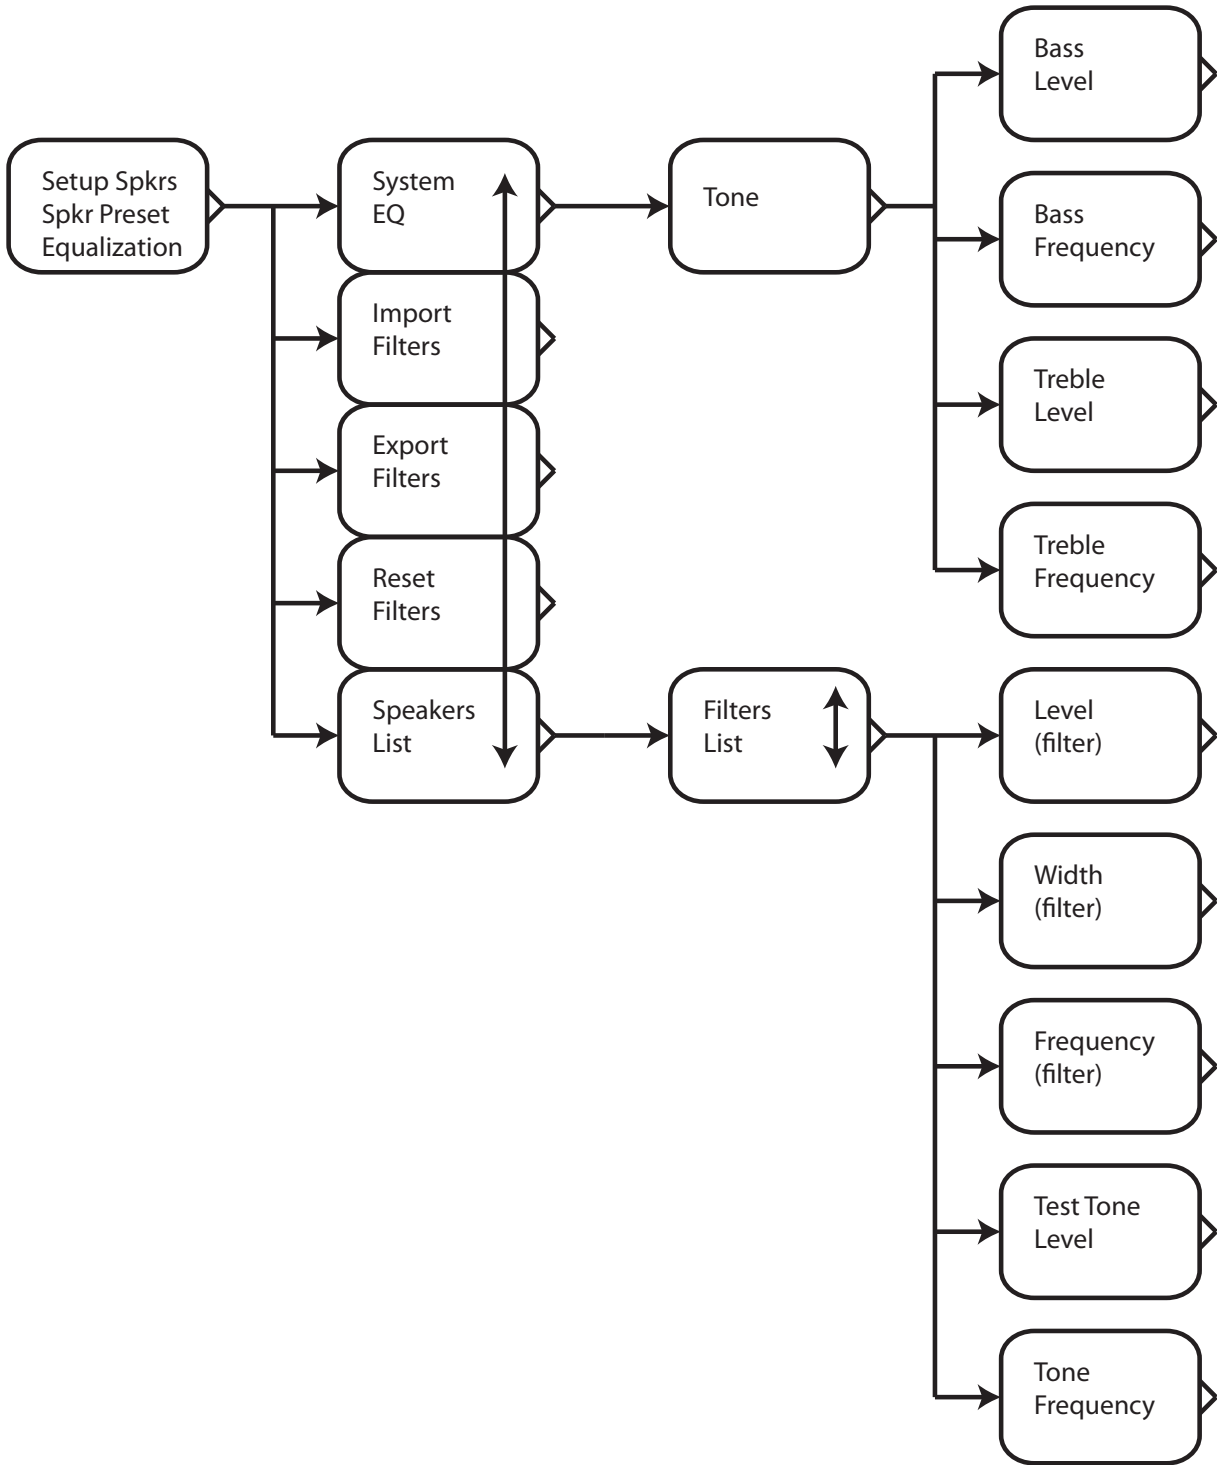 Setup Spkrs
Spkr Preset
Equalization
System
EQ
Import
Filters
Export
Filters
Reset
Filters
Speakers
List
Tone
Filters
List
Bass
Level
Bass
Frequency
Treble
Level
Treble
Frequency
Level
(filter)
Width
(filter)
Frequency
(filter)
Test Tone
Level
Tone
Frequency